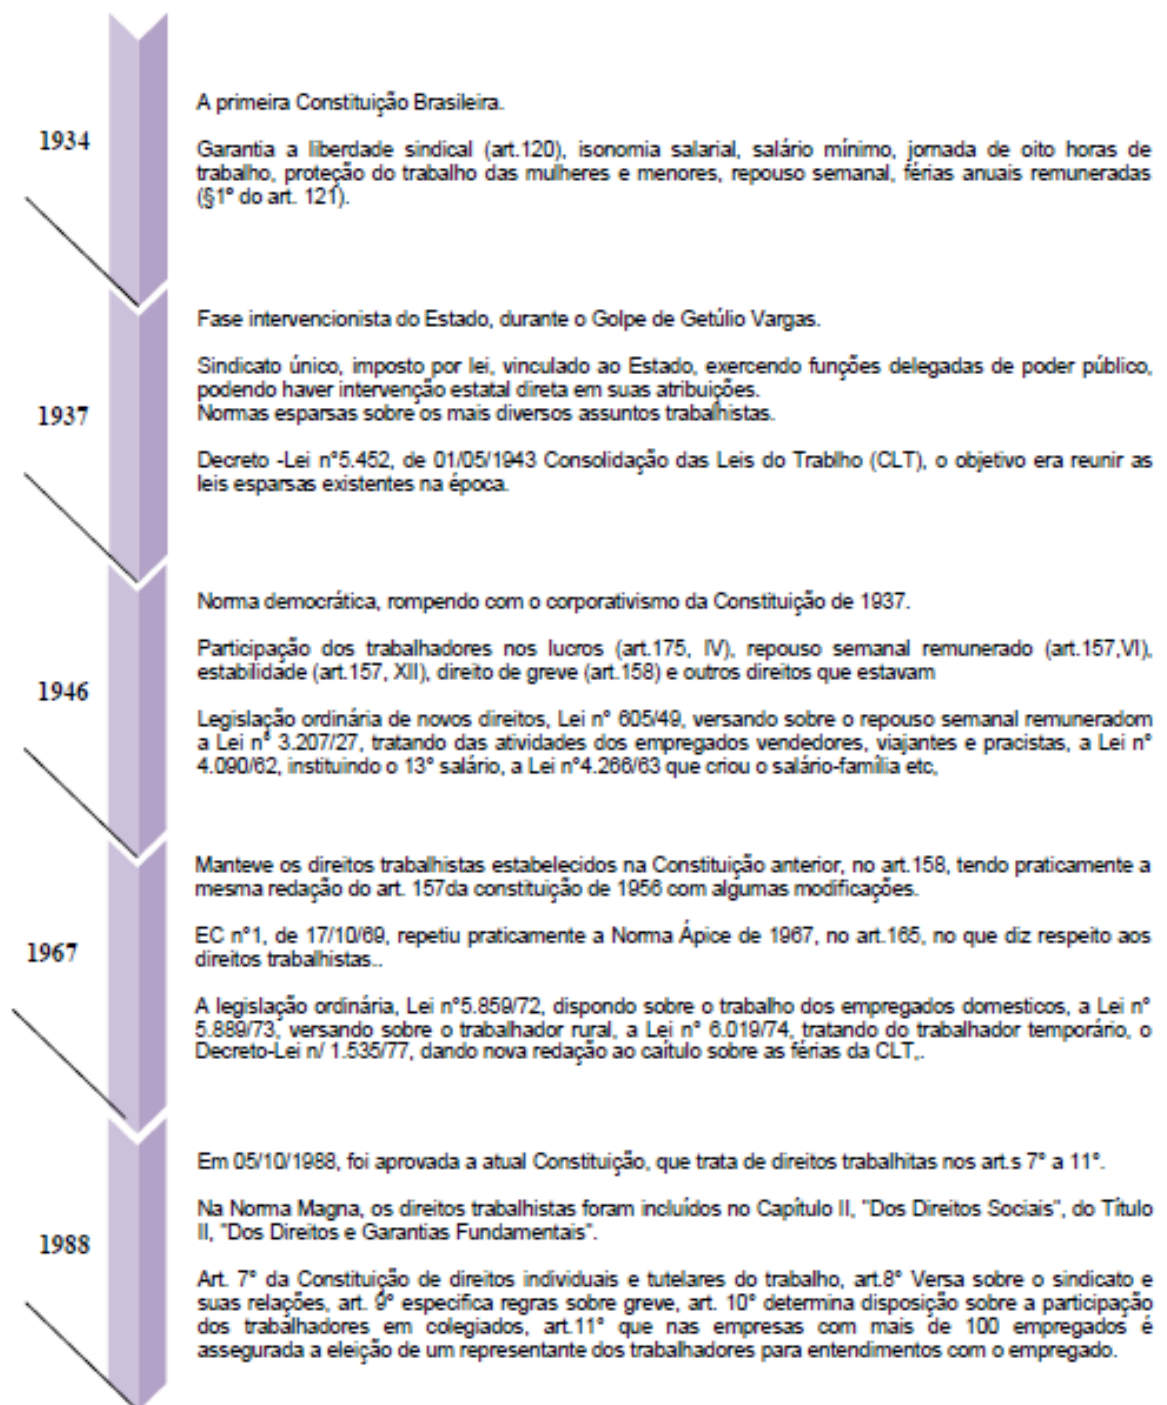 1934
A primeira Constituição Brasileira.
Garantia a liberdade sindical (art.120), isonomia salarial, salário mínimo, jornada de oito horas de
trabalho, proteção do trabalho das mulheres e menores, repouso semanal, férias anuais remuneradas
(§1º do art. 121).
1937
Fase intervencionista do Estado, durante o Golpe de Getúlio Vargas.
Sindicato único, imposto por lei, vinculado ao Estado, exercendo funções delegadas de poder público,
podendo haver intervenção estatal direta em suas atribuições.
Normas esparsas sobre os mais diversos assuntos trabalhistas.
Decreto -Lei n°5.452, de 01/05/1943 Consolidação das Leis do Trablho (CLT), o objetivo era reunir as
leis esparsas existentes na época.
1946
Norma democrática, rompendo com o corporativismo da Constituição de 1937.
Participação dos trabalhadores nos lucros (art.175, IV), repouso semanal remunerado (art.157,VI),
estabilidade (art.157, XII), direito de greve (art.158) e outros direitos que estavam
Legislação ordinária de novos direitos, Lei n° 605/49, versando sobre o repouso semanal remuneradom
a Lei n° 3.207/27, tratando das atividades dos empregados vendedores, viajantes e pracistas, a Lei n°
4.090/62, instituindo o 13° salário, a Lei n°4.266/63 que criou o salário-família etc,
1967
Manteve os direitos trabalhistas estabelecidos na Constituição anterior, no art.158, tendo praticamente a
mesma redação do art. 157da constituição de 1956 com algumas modificações.
EC n°1, de 17/10/69, repetiu praticamente a Norma Ápice de 1967, no art.165, no que diz respeito aos
direitos trabalhistas..
A legislação ordinária, Lei n°5.859/72, dispondo sobre o trabalho dos empregados domesticos, a Lei n°
5.889/73, versando sobre o trabalhador rural, a Lei n° 6.019/74, tratando do trabalhador temporário, o
Decreto-Lei n/ 1.535/77, dando nova redação ao caítulo sobre as férias da CLT,.
1988
Em 05/10/1988, foi aprovada a atual Constituição, que trata de direitos trabalhitas nos art.s 7° a 11°.
Na Norma Magna, os direitos trabalhistas foram incluídos no Capítulo II, "Dos Direitos Sociais", do Título
II, "Dos Direitos e Garantias Fundamentais".
Art. 7° da Constituição de direitos individuais e tutelares do trabalho, art.8° Versa sobre o sindicato e
suas relações, art. 9° especifica regras sobre greve, art. 10° determina disposição sobre a participação
dos trabalhadores em colegiados, art.11° que nas empresas com mais de 100 empregados é
assegurada a eleição de um representante dos trabalhadores para entendimentos com o empregado.